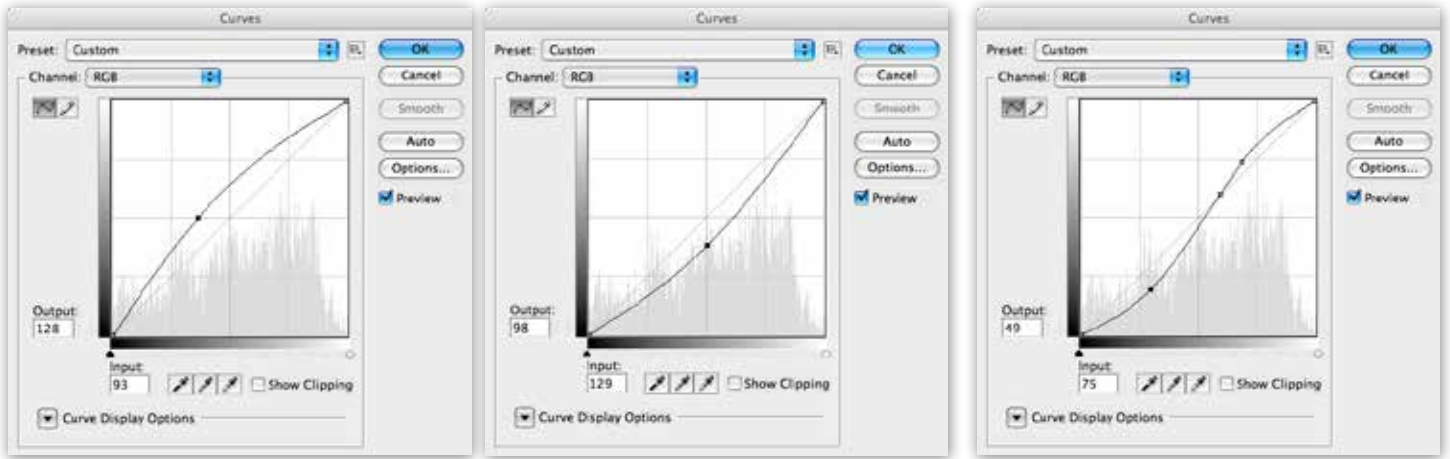 Curves
Preset: Custom
OK
Channel: RGB
Cancel
Smooth
Auto
Options...
Preview
Output:
128
Input:
93
Show Clipping
Curve Display Options
Curves
Preset: Custom
OK
Channel: RGB
Cancel
Smooth
Auto
Options...
Preview
Output:
98
Input:
129
Show Clipping
Curve Display Options
Curves
Preset: Custom
OK
Channel: RGB
Cancel
Smooth
Auto
Options...
Preview
Output:
49
Input:
75
Show Clipping
Curve Display Options